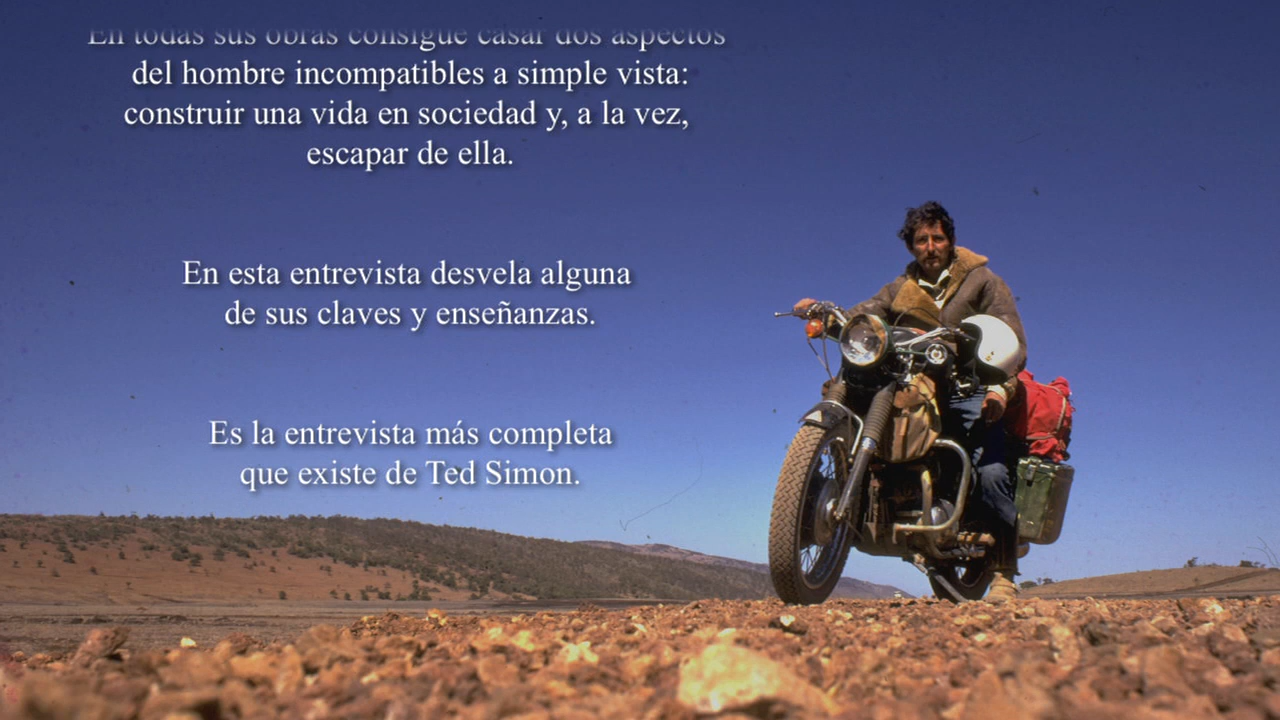 En todas sus obras consigue casar dos aspectos
del hombre incompatibles a simple vista:
construir una vida en sociedad y, a la vez,
escapar de ella.
En esta entrevista desvela alguna
de sus claves y enseñanzas.
Es la entrevista más completa
que existe de Ted Simon.